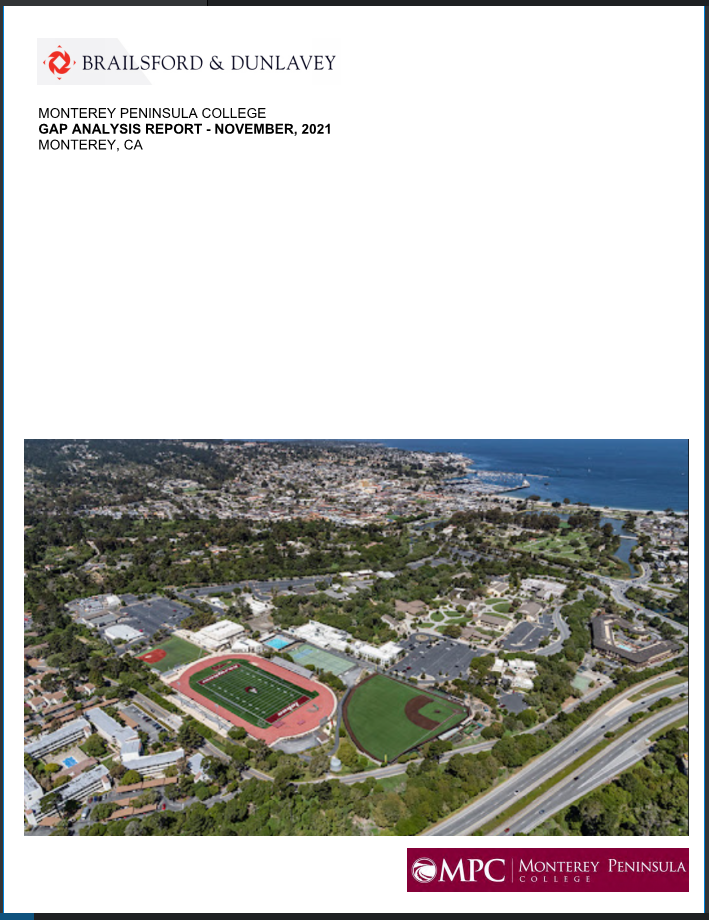 BRAILSFORD & DUNLAVEY
MONTEREY PENINSULA COLLEGE
GAP ANALYSIS REPORT - NOVEMBER, 2021
MONTEREY, CA
MPC MONTEREY PENINSULA
COLLEGE